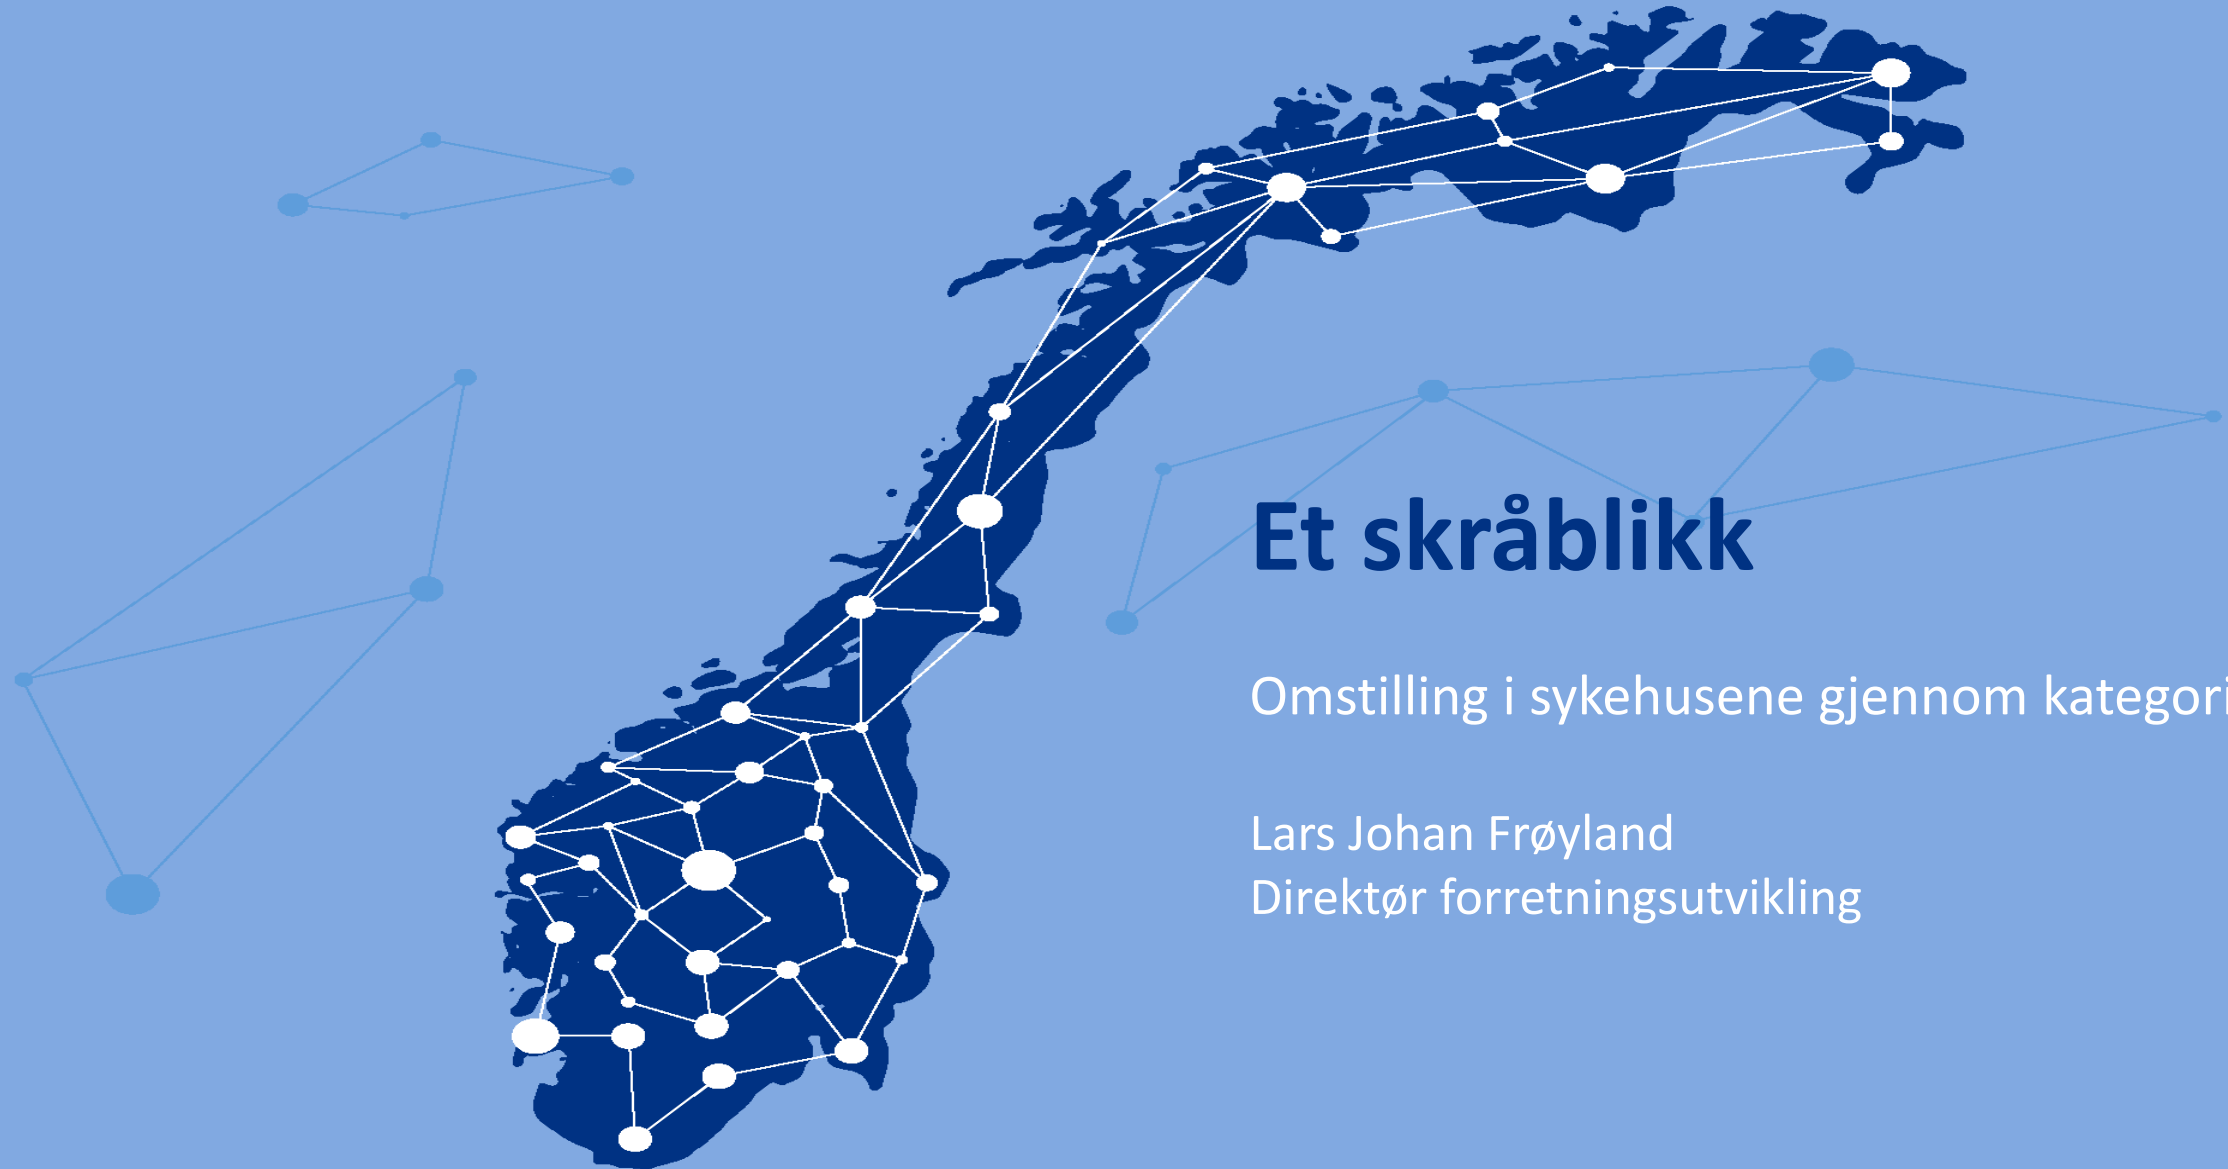 Et skråblikk
Omstilling i sykehusene gjennom kategori
Lars Johan Frøyland
Direktør forretningsutvikling